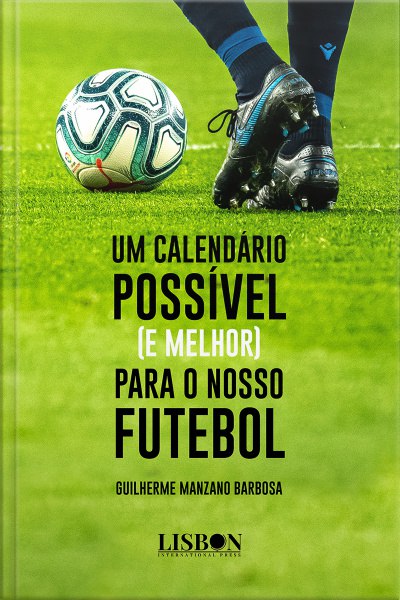 UM CALENDÁRIO
POSSÍVEL
(E MELHOR)
PARA O NOSSO
FUTEBOL
GUILHERME MANZANO BARBOSA
LISBON
INTERNATIONAL PRESS